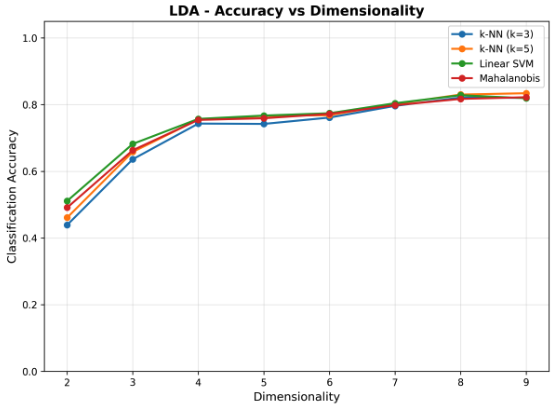 LDA - Accuracy vs Dimensionality
k-NN (k=3)
k-NN (k=5)
Linear SVM
Mahalanobis
Classification Accuracy
1.0
0.8
0.6
0.4
0.2
0.0
2 3 4 5 6 7 8 9
Dimensionality